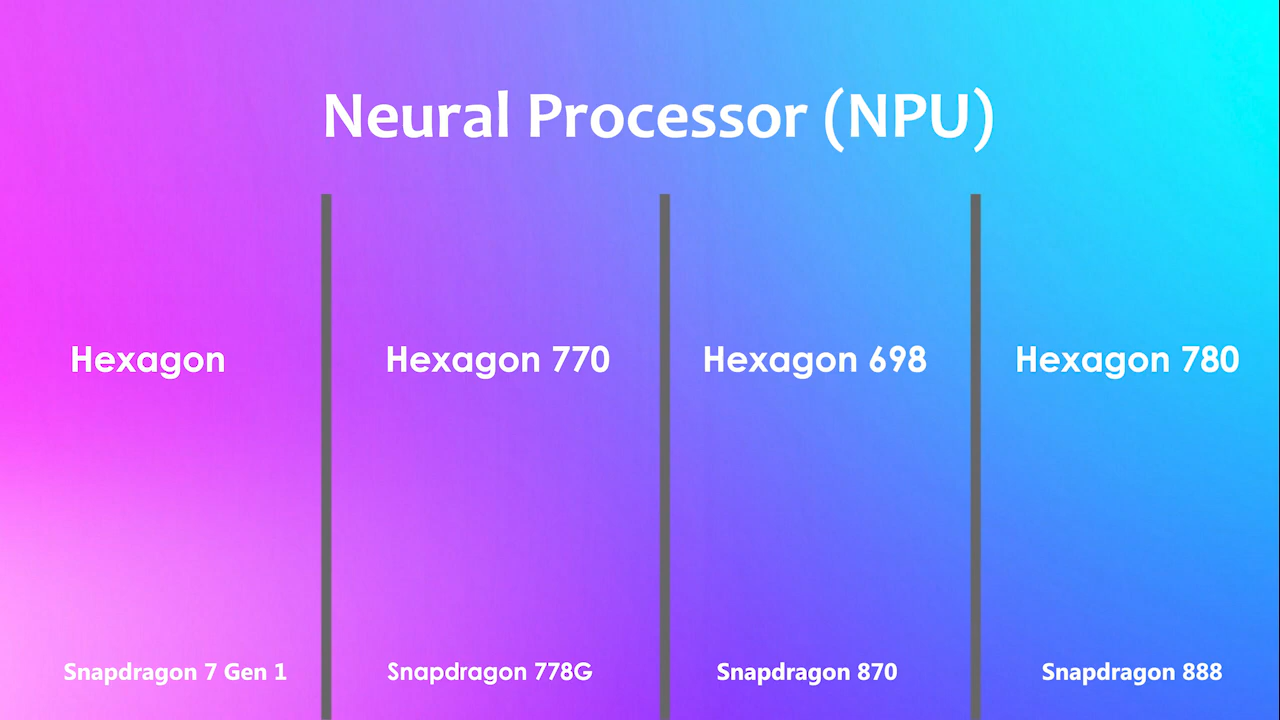 Neural Processor (NPU)
Hexagon
Hexagon 770
Hexagon 698
Hexagon 780
Snapdragon 7 Gen 1
Snapdragon 778G
Snapdragon 870
Snapdragon 888